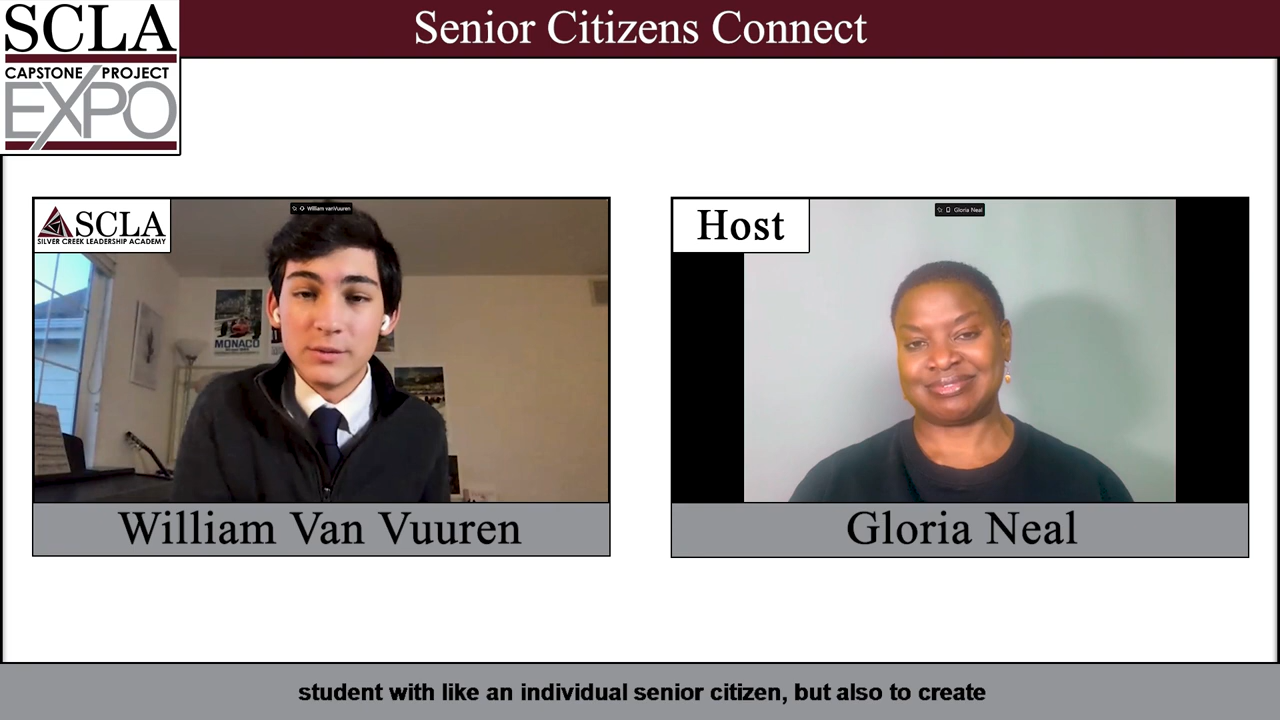 SCLA
CAPSTONE PROJECT
EXPO
Senior Citizens Connect
SCLA
SILVER CREEK LEADERSHIP ACADEMY
William vanVuuren
MONACO
William Van Vuuren
Host
Gloria Neal
Gloria Neal
student with like an individual senior citizen, but also to create